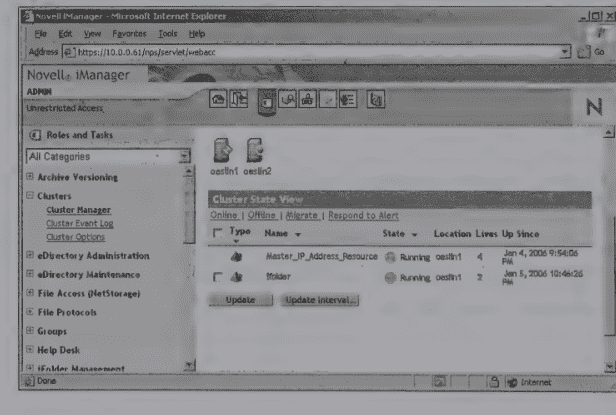 Novell iManager - Microsoft Internet Explorer
File Edit View Favorites Tools Help
Address https://10.0.0.61/nps/servlet/webacc Go
Novell® iManager
ADMIN
Unrestricted Access
N
Roles and Tasks
All Categories
Archive Versioning
Clusters
Cluster Manager
Cluster Event Log
Cluster Options
eDirectory Administration
eDirectory Maintenance
File Access (NetStorage)
File Protocols
Groups
Help Desk
iFolder Management
oeslin1 oeslin2
Cluster State View
Online | Offline | Migrate | Respond to Alert
Type Name State Location Lives Up Since
Master_IP_Address_Resource Running oeslin1 4 Jan 4, 2006 9:54:06 PM
ifolder Running oeslin1 2 Jan 5, 2006 10:46:26 PM
Update Update Interval...
Done Internet